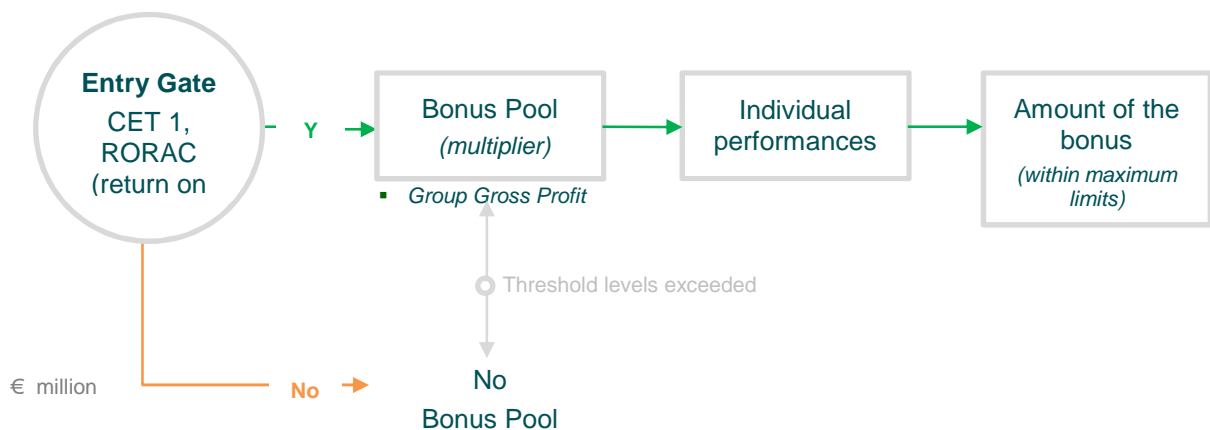 Entry Gate
CET 1,
RORAC
(return on
Y
Bonus Pool
(multiplier)
▪ Group Gross Profit
Individual
performances
Amount of the
bonus
(within maximum
limits)
Threshold levels exceeded
€ million
No
No
Bonus Pool